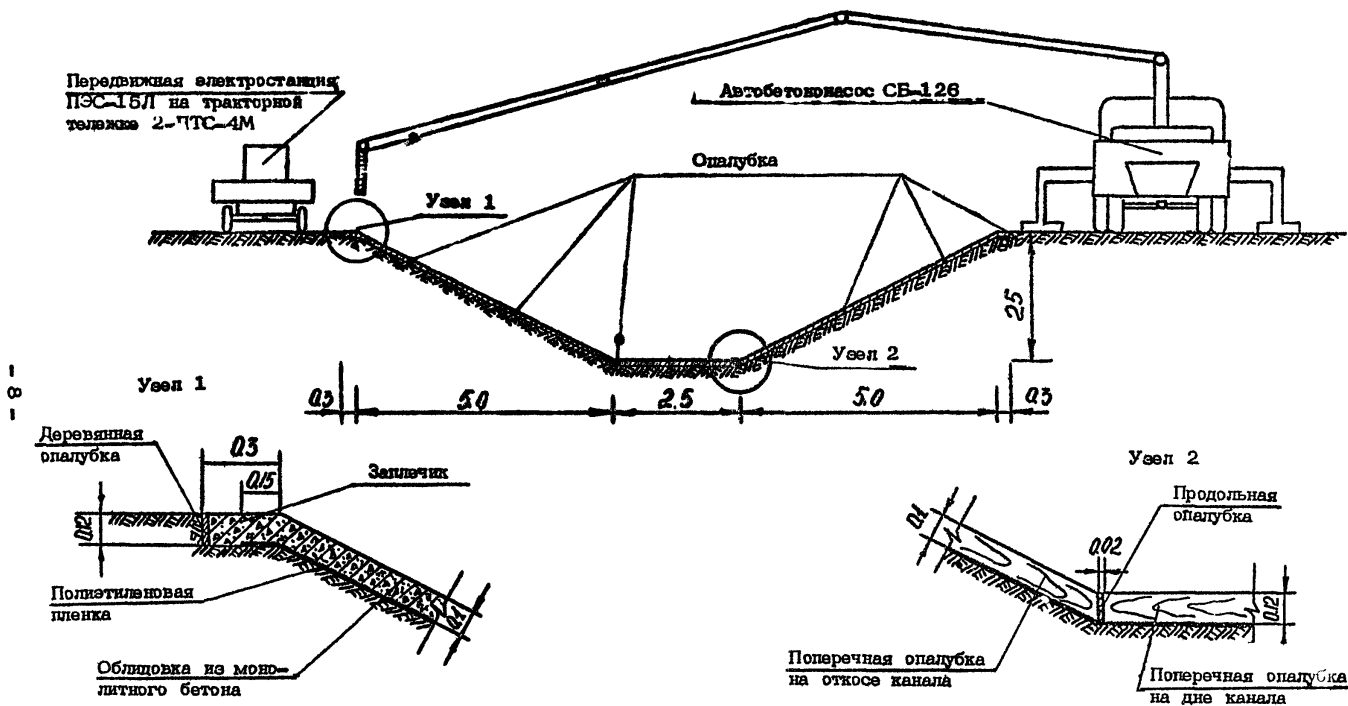 Передвижная электростанция
ПЭС-15Л на тракторной
тележке 2-ПТС-4М
Автобетононасос СБ-126
Опалубка
Узел 1
2.5
Узел 2
0.3
5.0
2.5
5.0
0.3
- 8 -
Узел 1
Деревянная
опалубка
0.3
0.15
Заплечик
0.12
Полиэтиленовая
пленка
0.1
Облицовка из моно-
литного бетона
Узел 2
Продольная
опалубка
0.1
0.02
0.12
Поперечная опалубка
на откосе канала
Поперечная опалубка
на дне канала